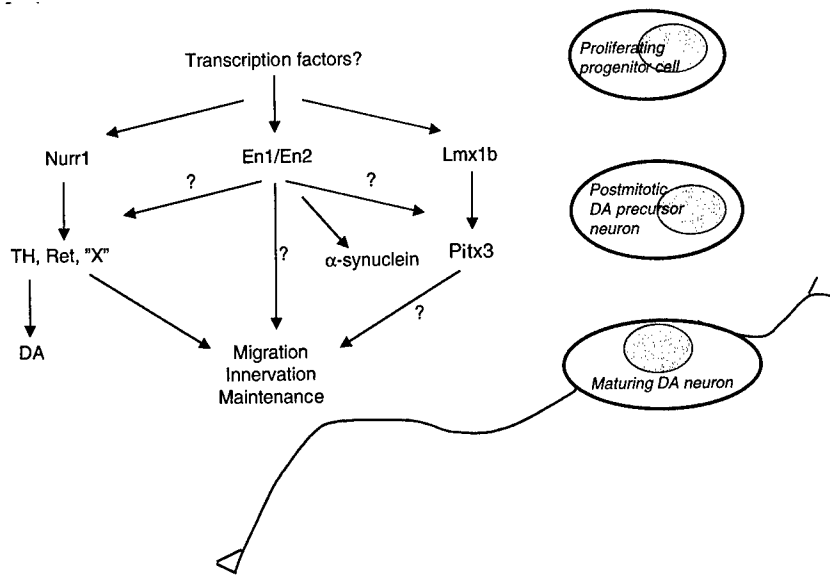 Transcription factors?
Proliferating
progenitor cell
Nurr1
En1/En2
Lmx1b
?
?
Postmitotic
DA precursor
neuron
TH, Ret, "X"
?
α-synuclein
Pitx3
?
DA
Migration
Innervation
Maintenance
Maturing DA neuron